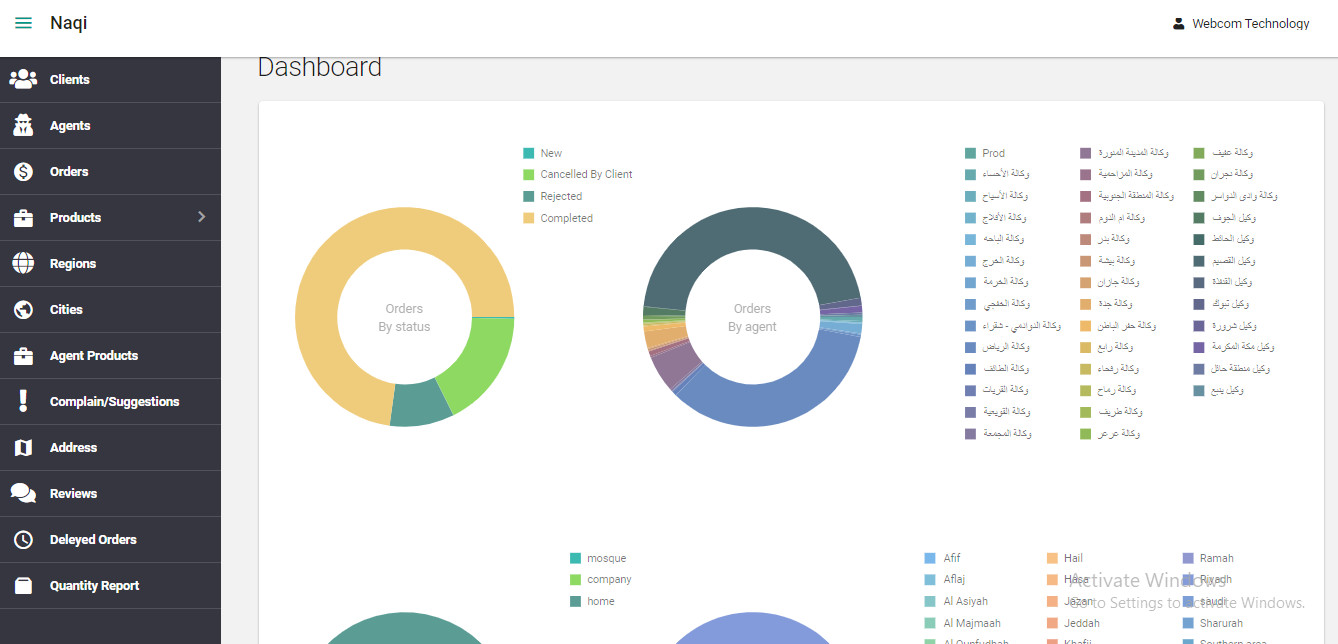 Naqi
Webcom Technology
Clients
Agents
Orders
Products
Regions
Cities
Agent Products
Complain/Suggestions
Address
Reviews
Deleyed Orders
Quantity Report
Dashboard
New
Cancelled By Client
Rejected
Completed
Orders
By status
Orders
By agent
Prod
وكالة الأحساء
وكالة الأسياح
وكالة الأفلاج
وكالة الباحه
وكالة الخرج
وكالة الخرمة
وكالة الخفجي
وكالة الدوادمي - شقراء
وكالة الرياض
وكالة الطائف
وكالة القريات
وكالة القويعية
وكالة المجمعة
وكالة المدينة المنورة
وكالة المزاحمية
وكالة المنطقة الجنوبية
وكالة ام الدوم
وكالة بدر
وكالة بيشة
وكالة جازان
وكالة جدة
وكالة حفر الباطن
وكالة رابغ
وكالة رفحاء
وكالة رماح
وكالة طريف
وكالة عرعر
وكالة عفيف
وكالة نجران
وكالة وادى الدواسر
وكيل الجوف
وكيل الحائط
وكيل القصيم
وكيل القنفذة
وكيل تبوك
وكيل شرورة
وكيل مكة المكرمة
وكيل منطقة حائل
وكيل ينبع
mosque
company
home
Afif
Aflaj
Al Asiyah
Al Majmaah
Al Qunfudhah
Hail
Hasa
Jazan
Jeddah
Khafji
Ramah
Riyadh
saudi
Sharurah
Southern area
Activate Windows
Go to Settings to activate Windows.